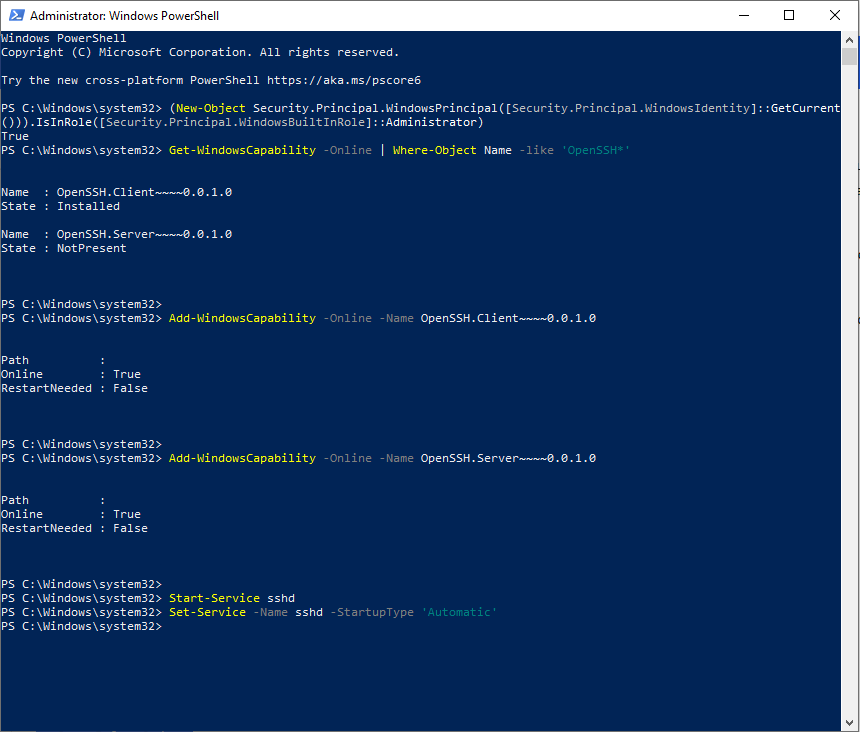 Administrator: Windows PowerShell
Windows PowerShell
Copyright (C) Microsoft Corporation. All rights reserved.
Try the new cross-platform PowerShell https://aka.ms/pscore6
PS C:\Windows\system32> (New-Object Security.Principal.WindowsPrincipal([Security.Principal.WindowsIdentity]::GetCurrent
())).IsInRole([Security.Principal.WindowsBuiltInRole]::Administrator)
True
PS C:\Windows\system32> Get-WindowsCapability -Online | Where-Object Name -like 'OpenSSH*'
Name  : OpenSSH.Client~~~~0.0.1.0
State : Installed
Name  : OpenSSH.Server~~~~0.0.1.0
State : NotPresent
PS C:\Windows\system32>
PS C:\Windows\system32> Add-WindowsCapability -Online -Name OpenSSH.Client~~~~0.0.1.0
Path          :
Online        : True
RestartNeeded : False
PS C:\Windows\system32>
PS C:\Windows\system32> Add-WindowsCapability -Online -Name OpenSSH.Server~~~~0.0.1.0
Path          :
Online        : True
RestartNeeded : False
PS C:\Windows\system32>
PS C:\Windows\system32> Start-Service sshd
PS C:\Windows\system32> Set-Service -Name sshd -StartupType 'Automatic'
PS C:\Windows\system32>